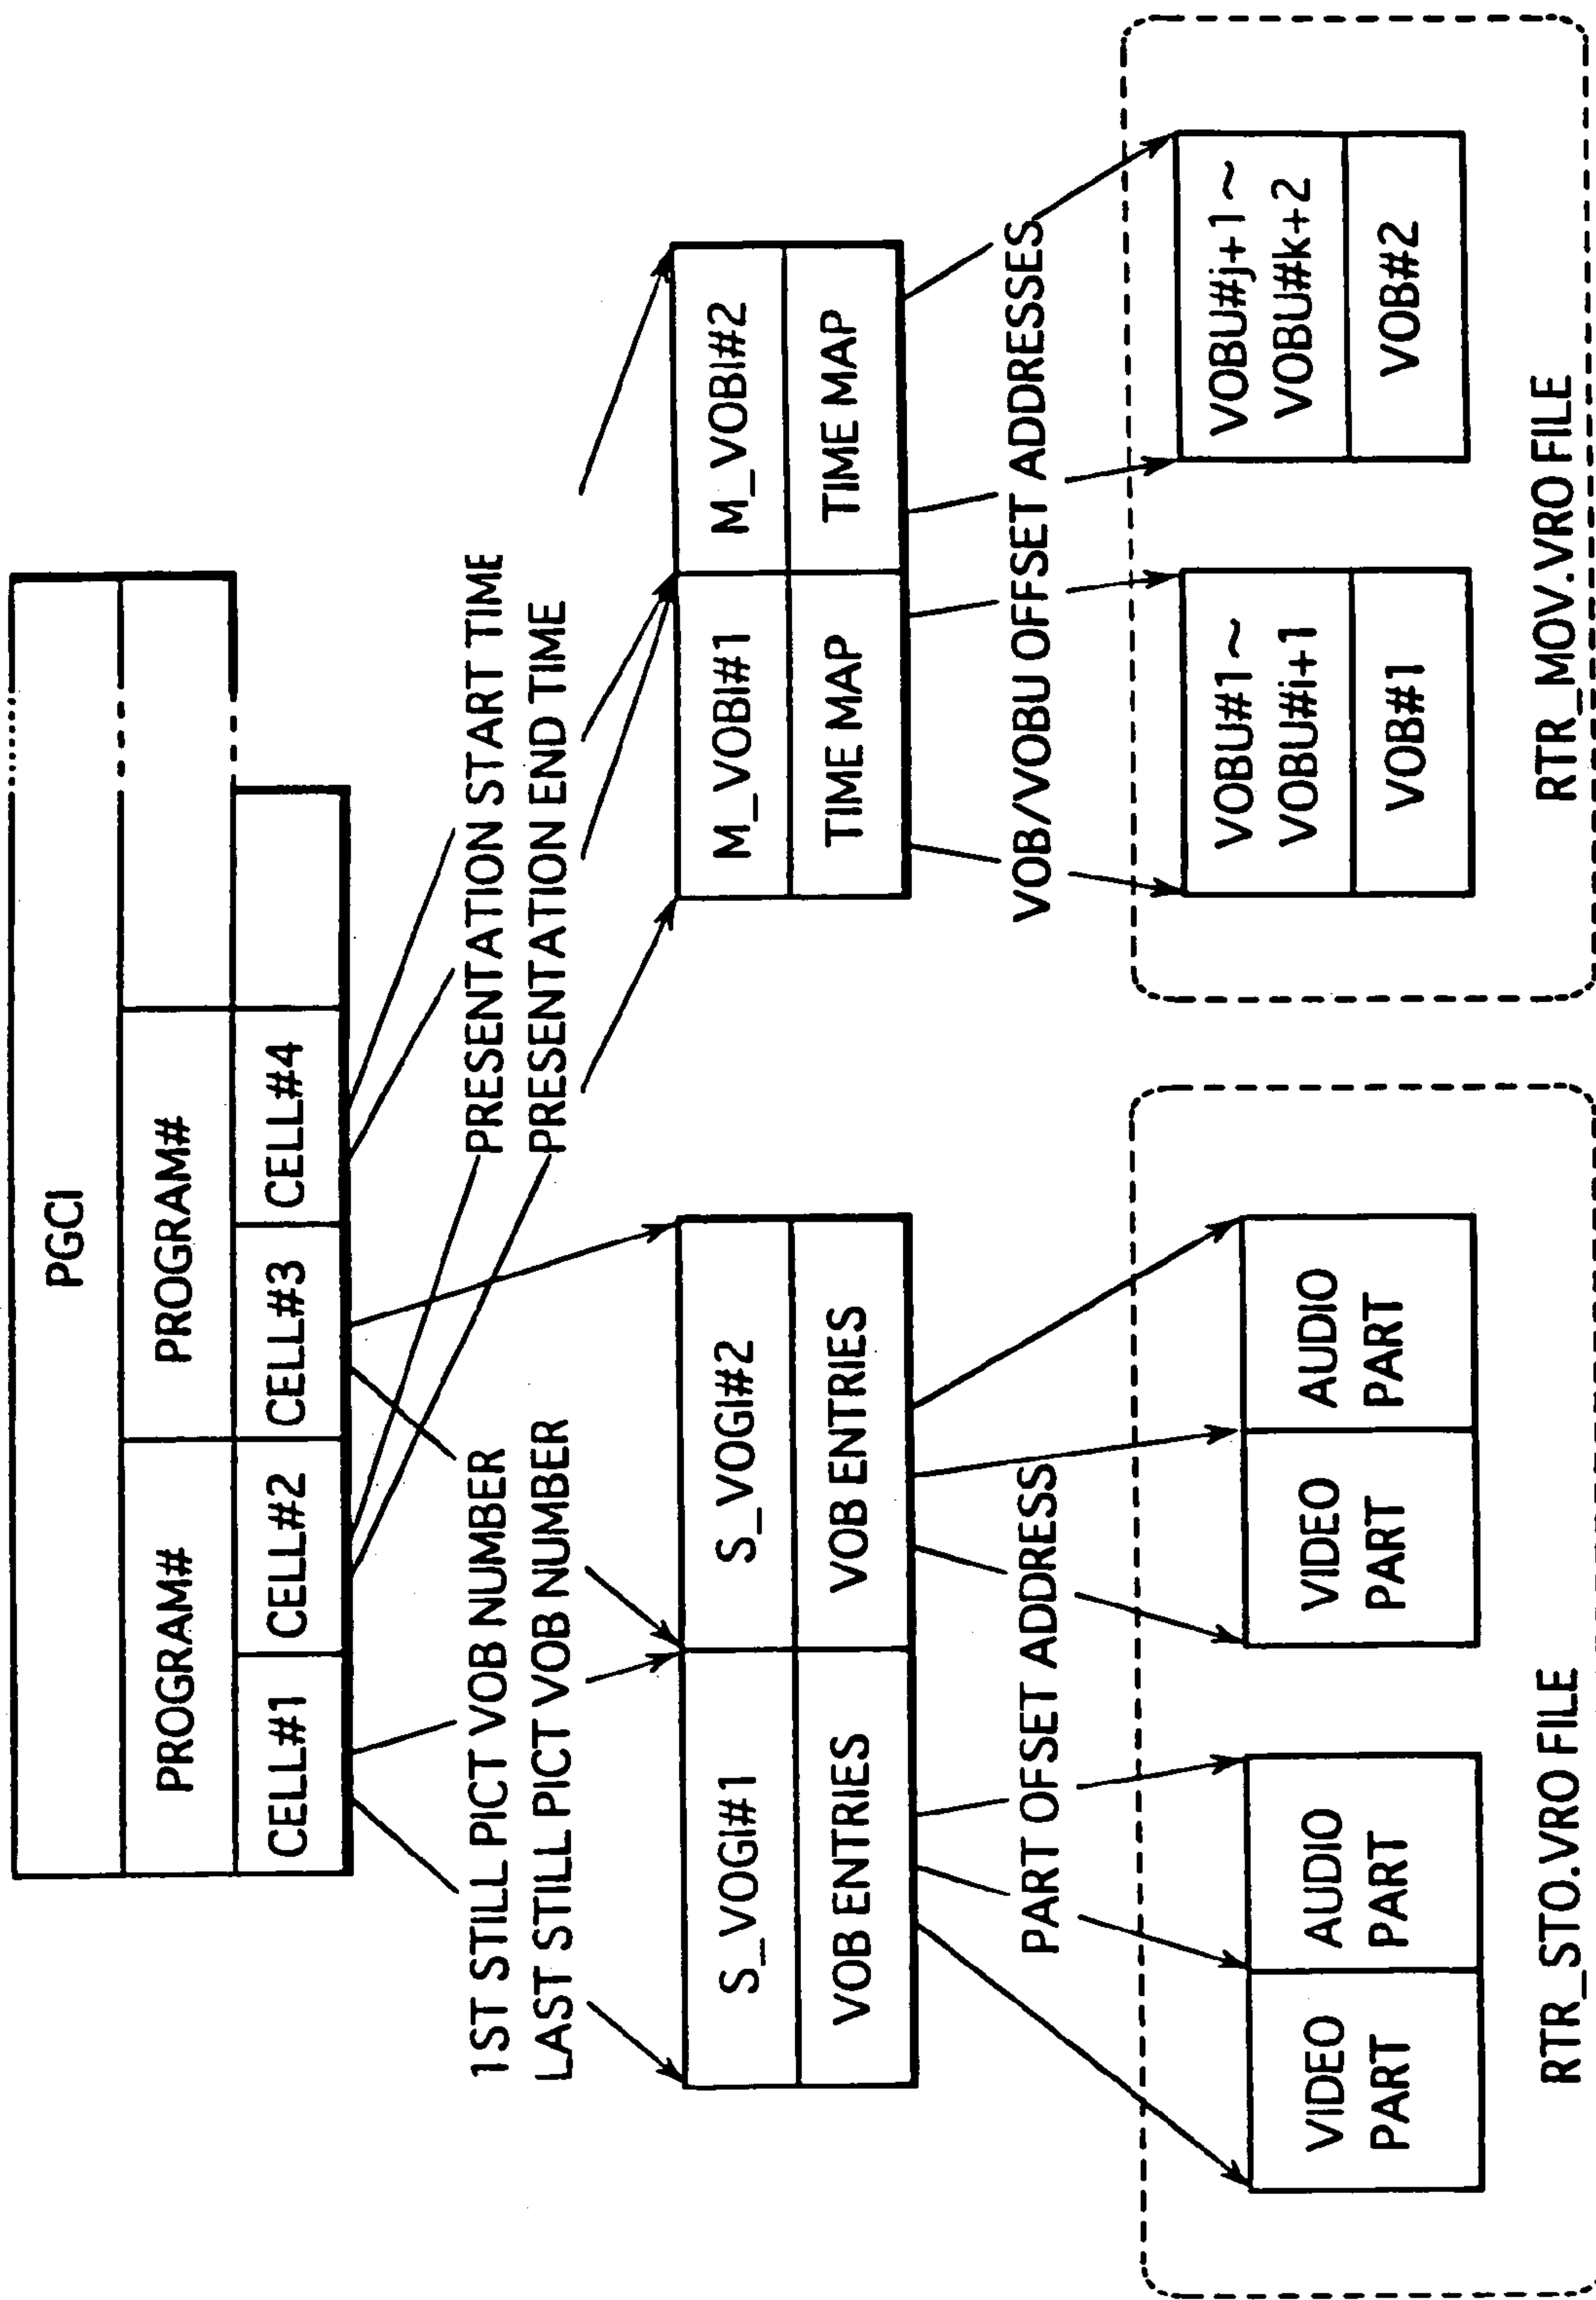 PGCI
PROGRAM#
PROGRAM#
CELL#1
CELL#2
CELL#3
CELL#4
1ST STILL PICT VOB NUMBER
LAST STILL PICT VOB NUMBER
PRESENTATION START TIME
PRESENTATION END TIME
S_VOGI#1
S_VOGI#2
VOB ENTRIES
VOB ENTRIES
M_VOBI#1
M_VOBI#2
TIME MAP
TIME MAP
PART OFFSET ADDRESS
VOB/VOBU OFFSET ADDRESSES
VIDEO
PART
AUDIO
PART
VIDEO
PART
AUDIO
PART
VOBU#1 ~
VOBU#i+1
VOB#1
VOBU#j+1 ~
VOBU#k+2
VOB#2
RTR_STO.VRO FILE
RTR_MOV.VRO FILE